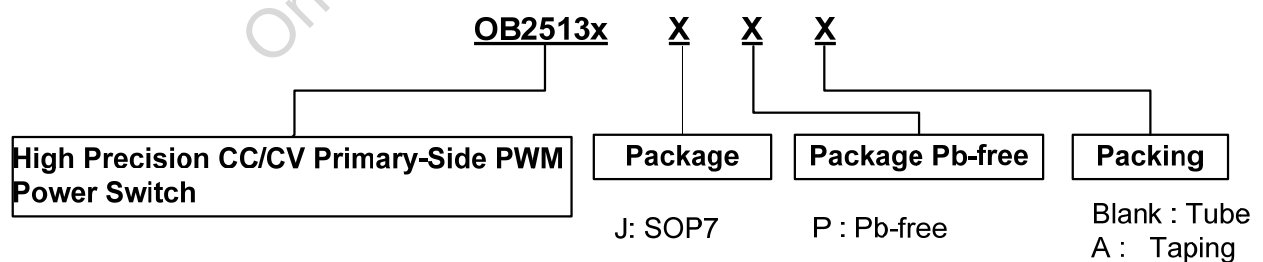 OB2513x X X X
High Precision CC/CV Primary-Side PWM
Power Switch
Package
Package Pb-free
Packing
J: SOP7
P : Pb-free
Blank : Tube
A : Taping